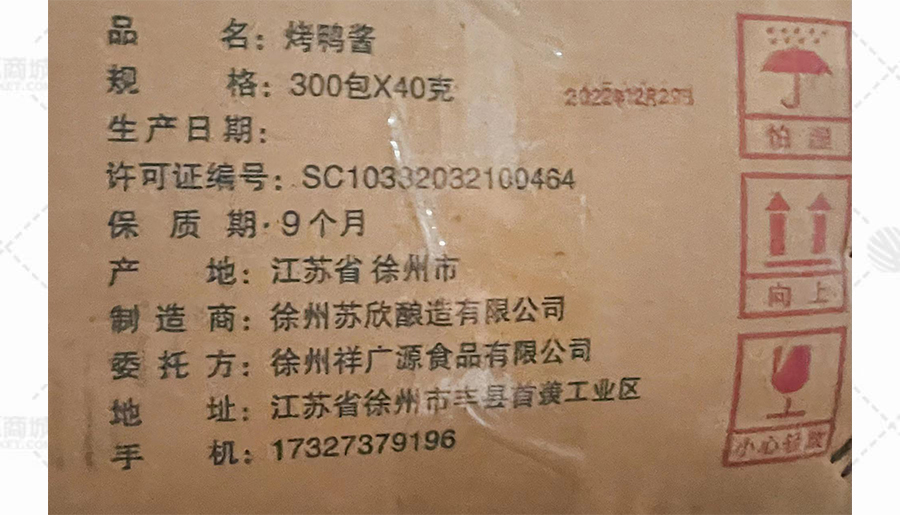 品 名：烤鸭酱
规 格：300包X40克
2022年12月29日
生产日期：
许可证编号：SC10332032100464
保 质 期：9个月
产 地：江苏省徐州市
制 造 商：徐州苏欣酿造有限公司
委 托 方：徐州祥广源食品有限公司
地 址：江苏省徐州市丰县首羡工业区
手 机：17327379196
怕 湿
向 上
小心轻放
商城